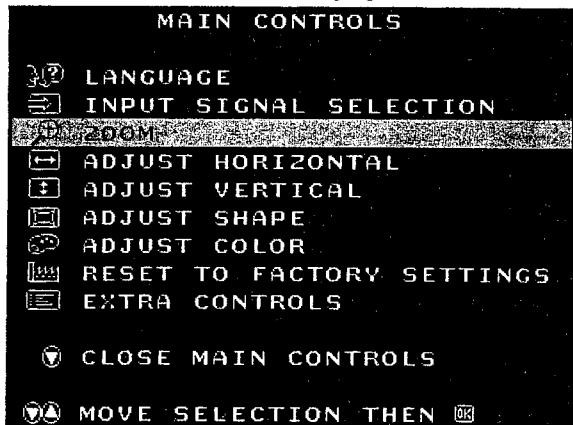 MAIN CONTROLS
LANGUAGE
INPUT SIGNAL SELECTION
ZOOM
ADJUST HORIZONTAL
ADJUST VERTICAL
ADJUST SHAPE
ADJUST COLOR
RESET TO FACTORY SETTINGS
EXTRA CONTROLS
CLOSE MAIN CONTROLS
MOVE SELECTION THEN OK